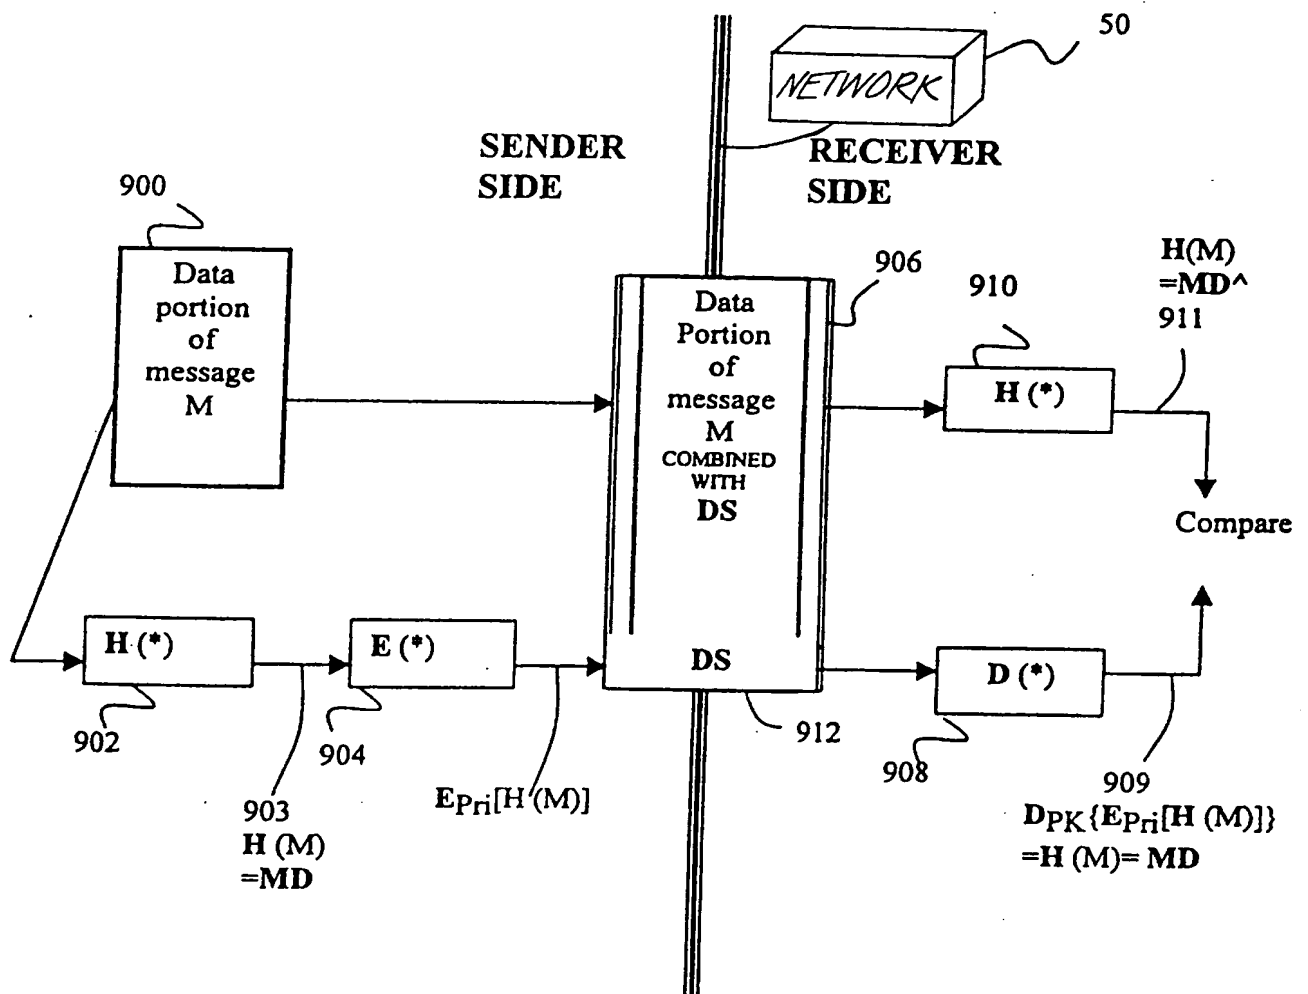 50
NETWORK
SENDER
SIDE
RECEIVER
SIDE
900
Data
portion
of
message
M
Data
Portion
of
message
M
COMBINED
WITH
DS
DS
906
910
H(M)
=MD^
911
H (*)
Compare
H (*)
902
E (*)
904
903
H (M)
=MD
EPri[H (M)]
912
D (*)
908
909
DPK{EPri[H (M)]}
=H (M)= MD